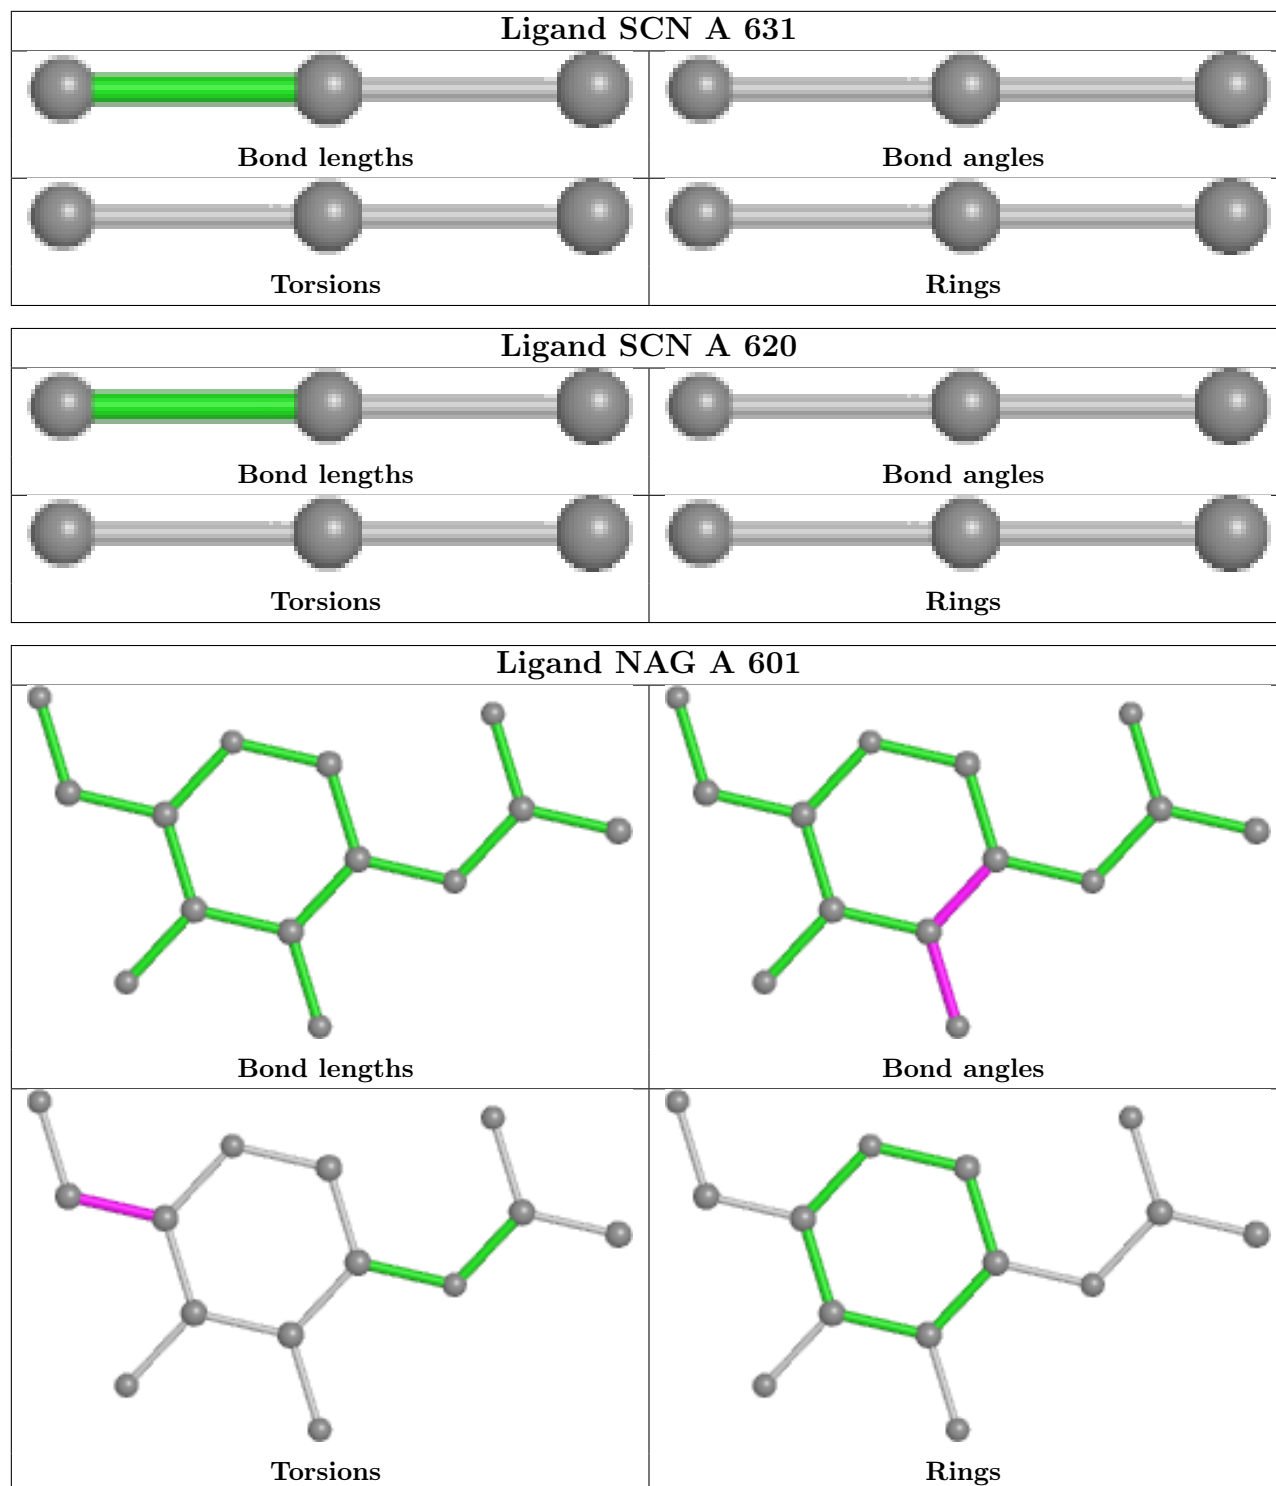 Ligand SCN A 631
Bond lengths
Bond angles
Torsions
Rings
Ligand SCN A 620
Bond lengths
Bond angles
Torsions
Rings
Ligand NAG A 601
Bond lengths
Bond angles
Torsions
Rings